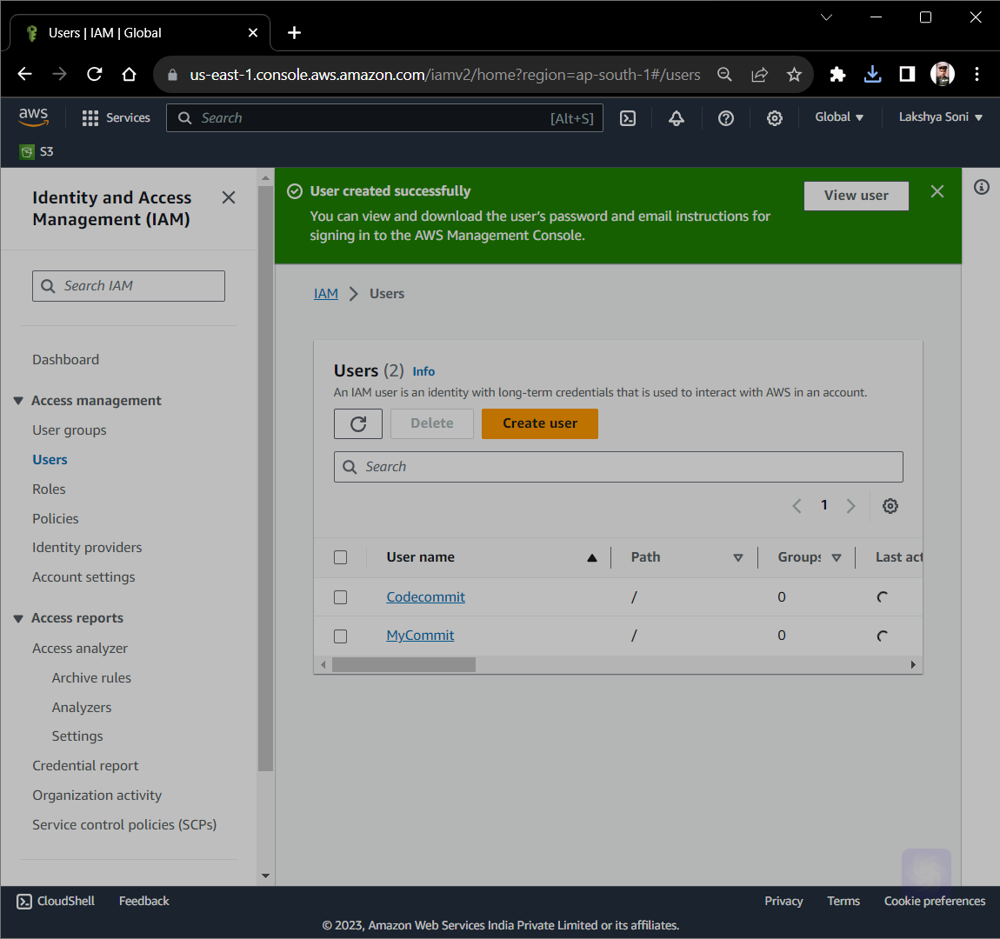 Users | IAM | Global
us-east-1.console.aws.amazon.com/iamv2/home?region=ap-south-1#/users
aws
Services
Search
[Alt+S]
Global
Lakshya Soni
S3
Identity and Access
Management (IAM)
Search IAM
Dashboard
Access management
User groups
Users
Roles
Policies
Identity providers
Account settings
Access reports
Access analyzer
Archive rules
Analyzers
Settings
Credential report
Organization activity
Service control policies (SCPs)
User created successfully
You can view and download the user's password and email instructions for
signing in to the AWS Management Console.
View user
IAM > Users
Users (2) Info
An IAM user is an identity with long-term credentials that is used to interact with AWS in an account.
Delete
Create user
Search
1
User name Path Groups Last act
Codecommit / 0
MyCommit / 0
CloudShell Feedback Privacy Terms Cookie preferences
© 2023, Amazon Web Services India Private Limited or its affiliates.